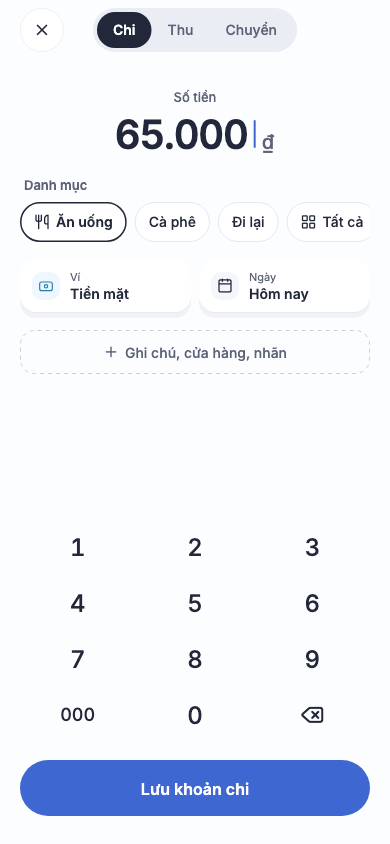 Chi Thu Chuyển
Số tiền
65.000 đ
Danh mục
Ăn uống Cà phê Đi lại Tất cả
Ví Ngày
Tiền mặt Hôm nay
+ Ghi chú, cửa hàng, nhãn
1 2 3
4 5 6
7 8 9
000 0
Lưu khoản chi